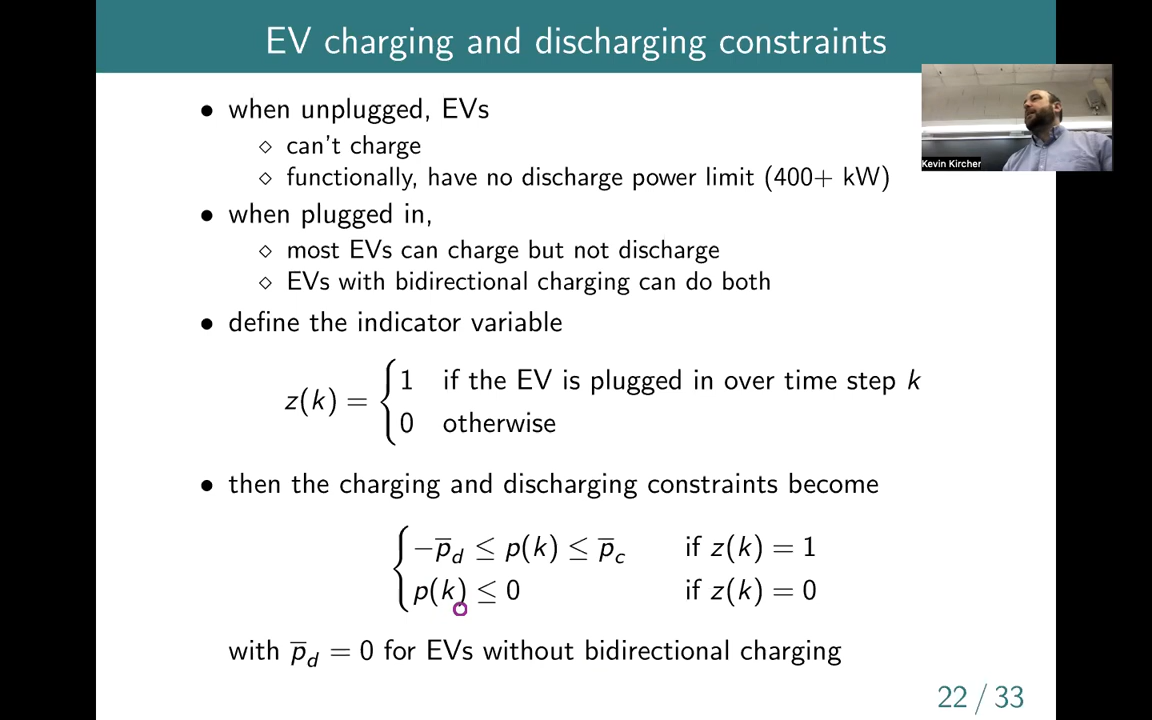 EV charging and discharging constraints
• when unplugged, EVs
⋄ can't charge
⋄ functionally, have no discharge power limit (400+ kW)
Kevin Kircher
• when plugged in,
⋄ most EVs can charge but not discharge
⋄ EVs with bidirectional charging can do both
• define the indicator variable
z(k) = { 1 if the EV is plugged in over time step k
0 otherwise
• then the charging and discharging constraints become
{ −p̅_d ≤ p(k) ≤ p̅_c if z(k) = 1
p(k) ≤ 0 if z(k) = 0
with p̅_d = 0 for EVs without bidirectional charging
22 / 33